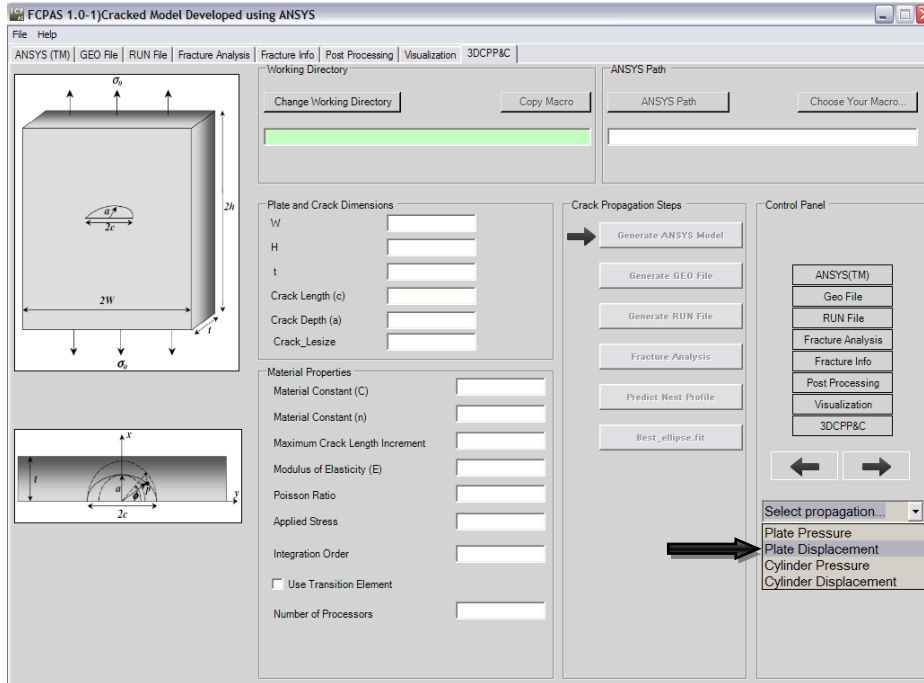 FCPAS 1.0-1)Cracked Model Developed using ANSYS
File Help
ANSYS (TM) GEO File RUN File Fracture Analysis Fracture Info Post Processing Visualization 3DCPP&C
σ₀
a
2c
2h
2W
t
σ₀
x
t
a
p
ϕ
y
2c
Working Directory
Change Working Directory Copy Macro
ANSYS Path
ANSYS Path Choose Your Macro...
Plate and Crack Dimensions
W
H
t
Crack Length (c)
Crack Depth (a)
Crack_Lesize
Material Properties
Material Constant (C)
Material Constant (n)
Maximum Crack Length Increment
Modulus of Elasticity (E)
Poisson Ratio
Applied Stress
Integration Order
Use Transition Element
Number of Processors
Crack Propagation Steps
Generate ANSYS Model
Generate GEO File
Generate RUN File
Fracture Analysis
Predict Next Profile
Best_ellipse.fit
Control Panel
ANSYS(TM)
Geo File
RUN File
Fracture Analysis
Fracture Info
Post Processing
Visualization
3DCPP&C
Select propagation...
Plate Pressure
Plate Displacement
Cylinder Pressure
Cylinder Displacement